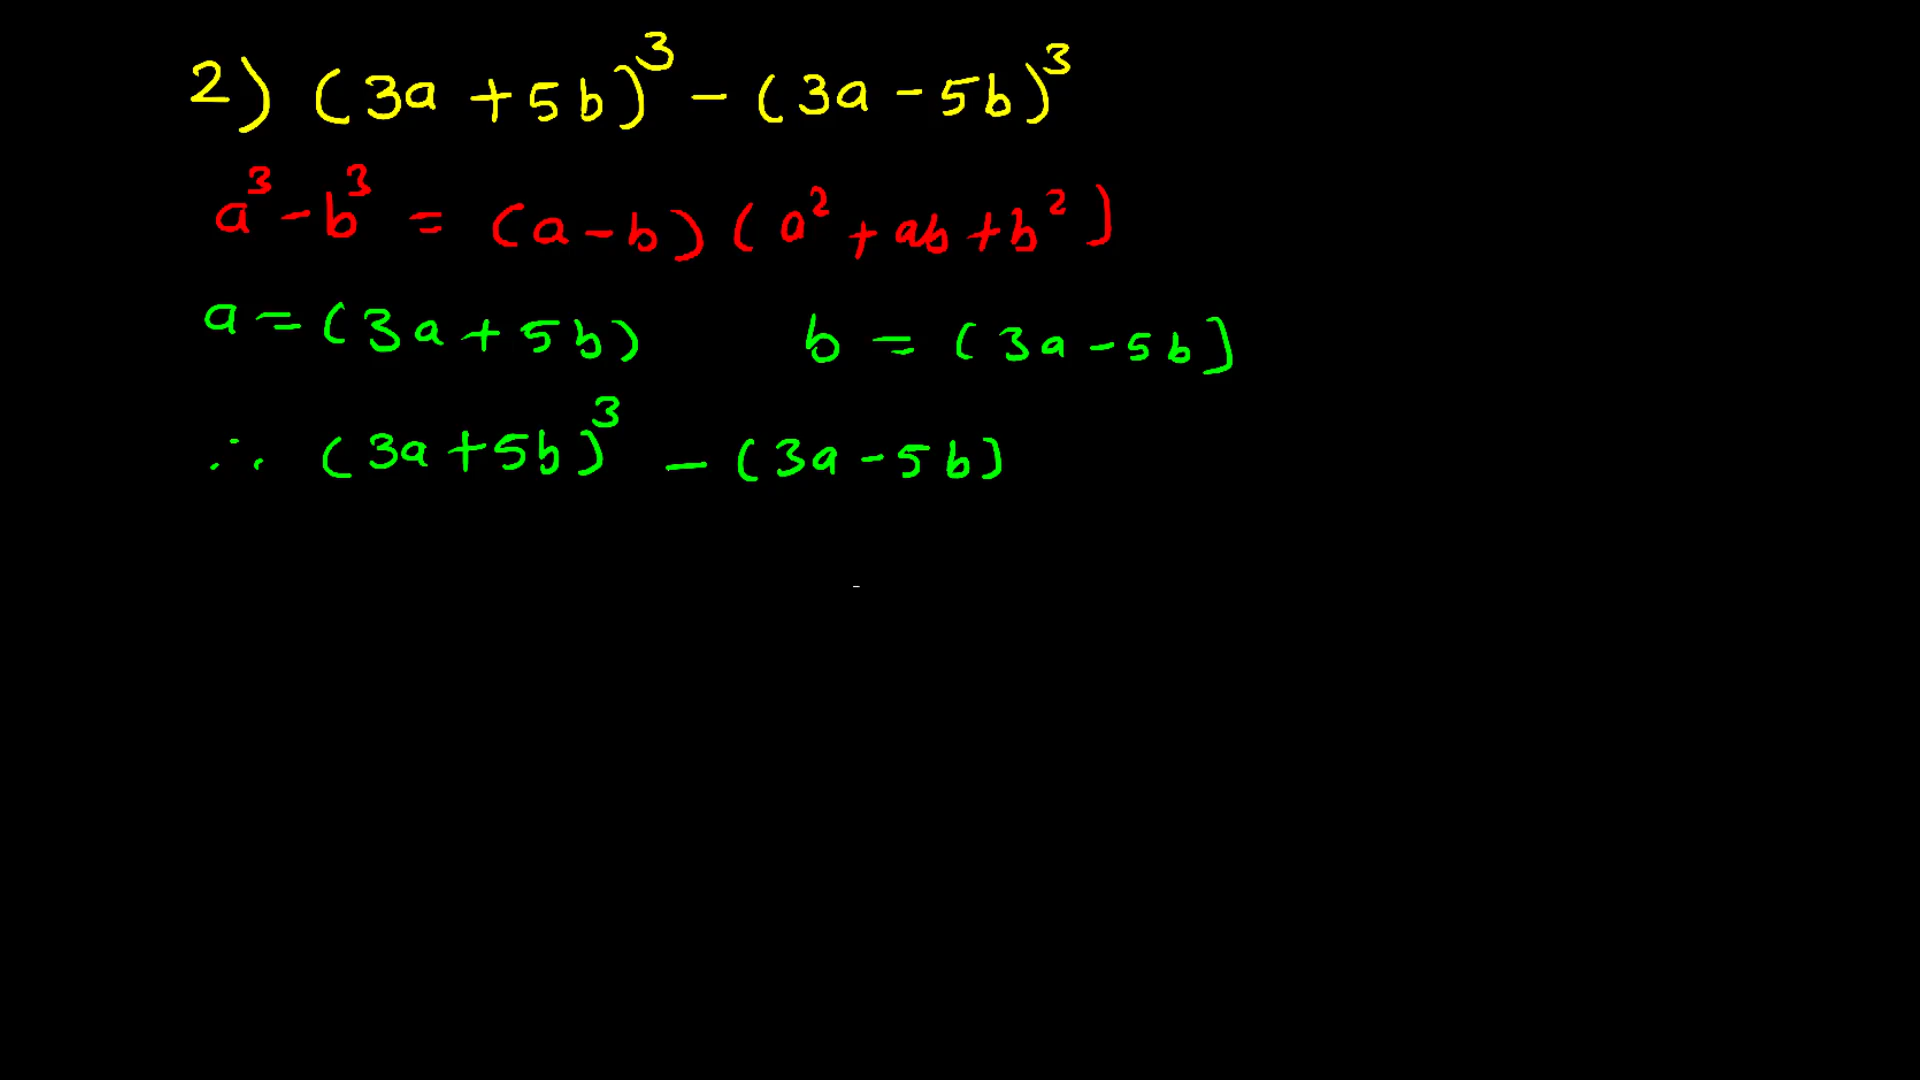 2) (3a + 5b)³ - (3a - 5b)³
a³ - b³ = (a - b) (a² + ab + b²)
a = (3a + 5b) b = (3a - 5b)
∴ (3a + 5b)³ - (3a - 5b)